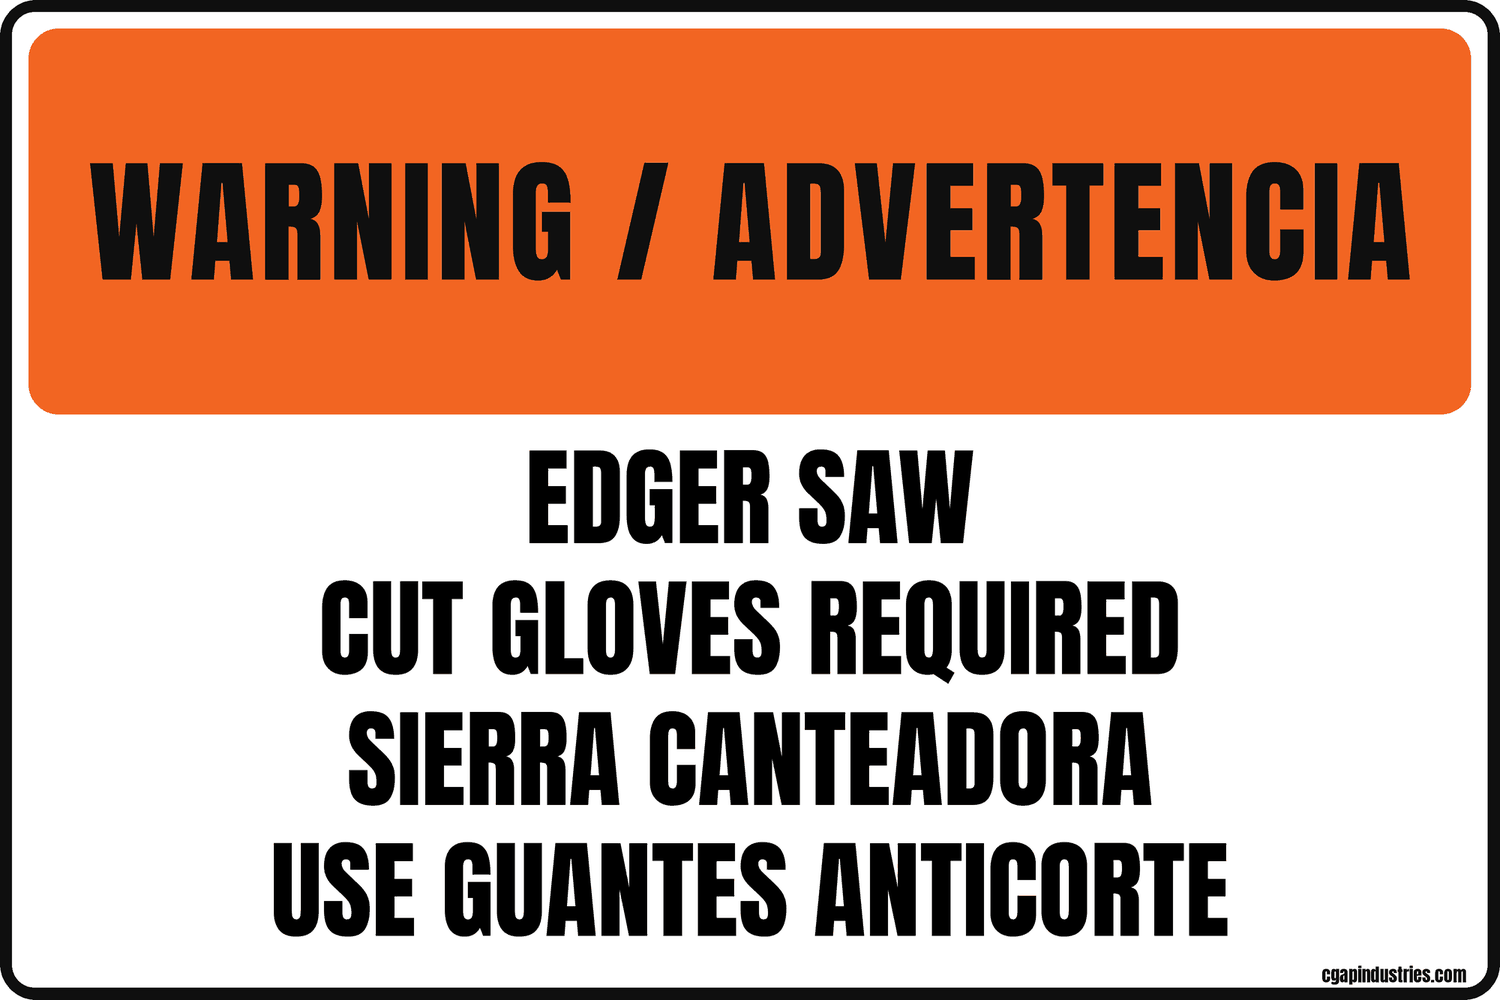 WARNING / ADVERTENCIA
EDGER SAW
CUT GLOVES REQUIRED
SIERRA CANTEADORA
USE GUANTES ANTICORTE
cgapindustries.com